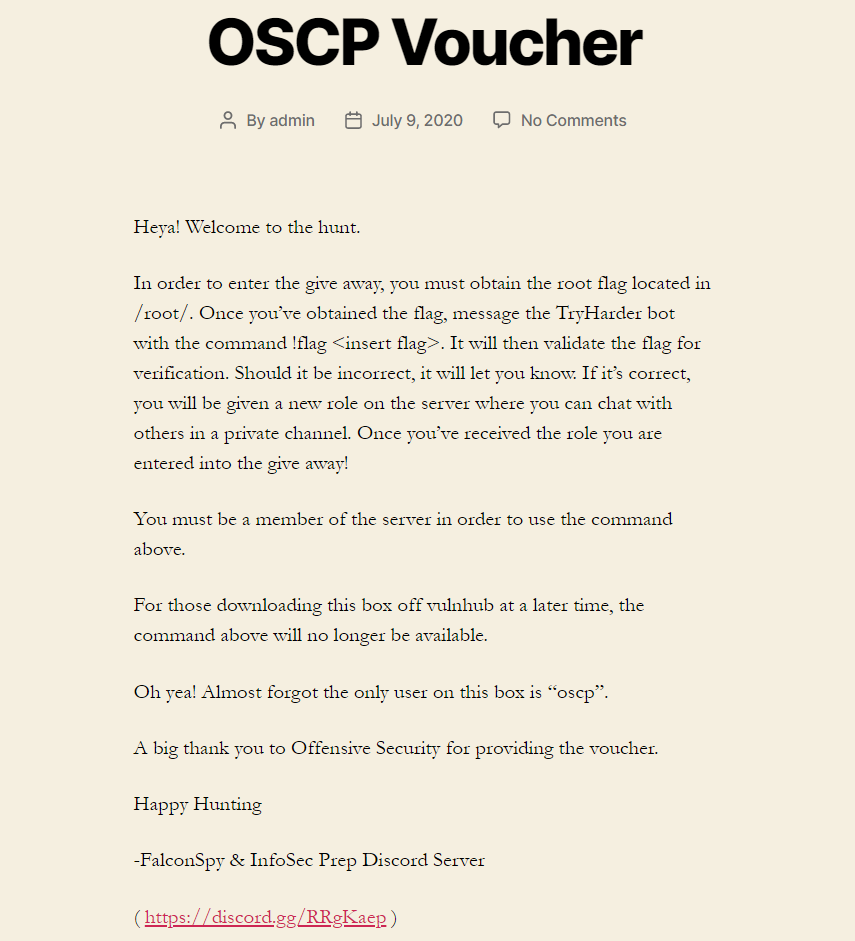 OSCP Voucher
By admin July 9, 2020 No Comments
Heya! Welcome to the hunt.
In order to enter the give away, you must obtain the root flag located in
/root/. Once you’ve obtained the flag, message the TryHarder bot
with the command !flag <insert flag>. It will then validate the flag for
verification. Should it be incorrect, it will let you know. If it’s correct,
you will be given a new role on the server where you can chat with
others in a private channel. Once you’ve received the role you are
entered into the give away!
You must be a member of the server in order to use the command
above.
For those downloading this box off vulnhub at a later time, the
command above will no longer be available.
Oh yea! Almost forgot the only user on this box is “oscp”.
A big thank you to Offensive Security for providing the voucher.
Happy Hunting
-FalconSpy & InfoSec Prep Discord Server
( https://discord.gg/RRgKaep )